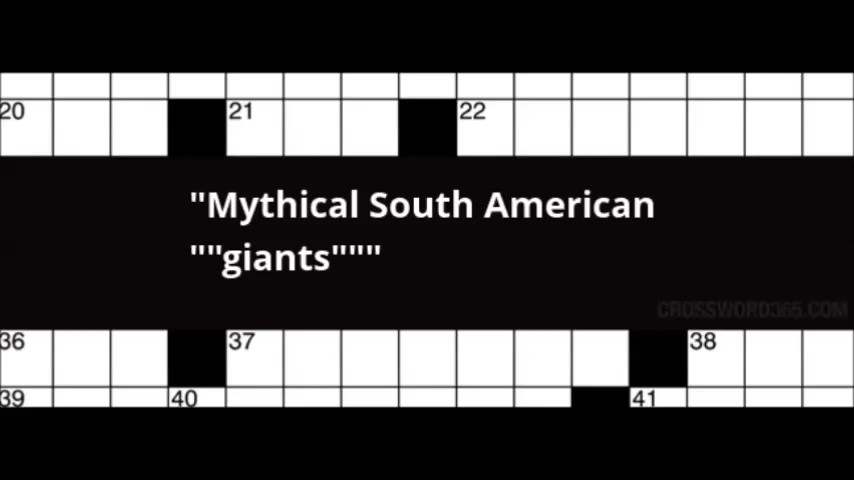 20 21 22
"Mythical South American
""giants"""
CROSSWORD365.COM
36 37 38
39 40 41